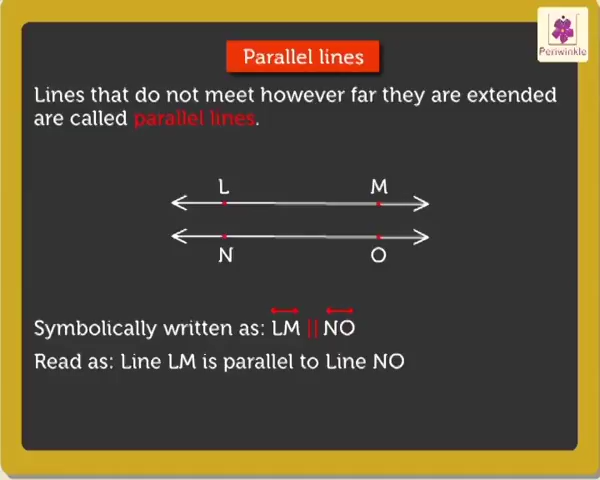 Periwinkle
Parallel lines
Lines that do not meet however far they are extended
are called parallel lines.
L M
N O
Symbolically written as: LM || NO
Read as: Line LM is parallel to Line NO